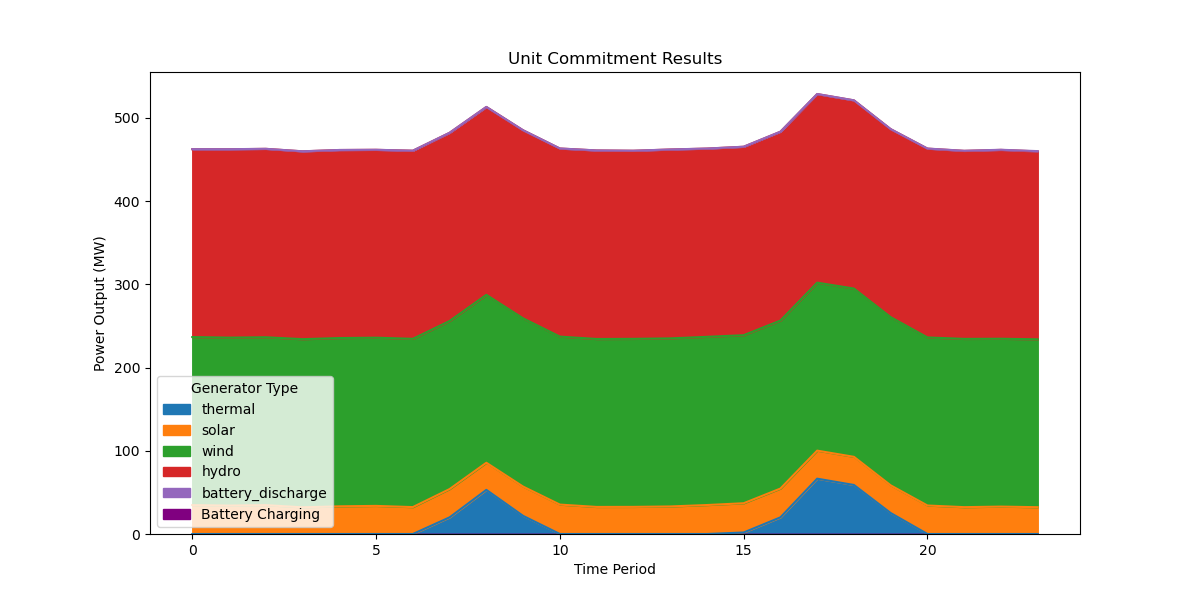 Unit Commitment Results
Power Output (MW)
500
400
300
200
100
0
Generator Type
thermal
solar
wind
hydro
battery_discharge
Battery Charging
0 5 10 15 20
Time Period